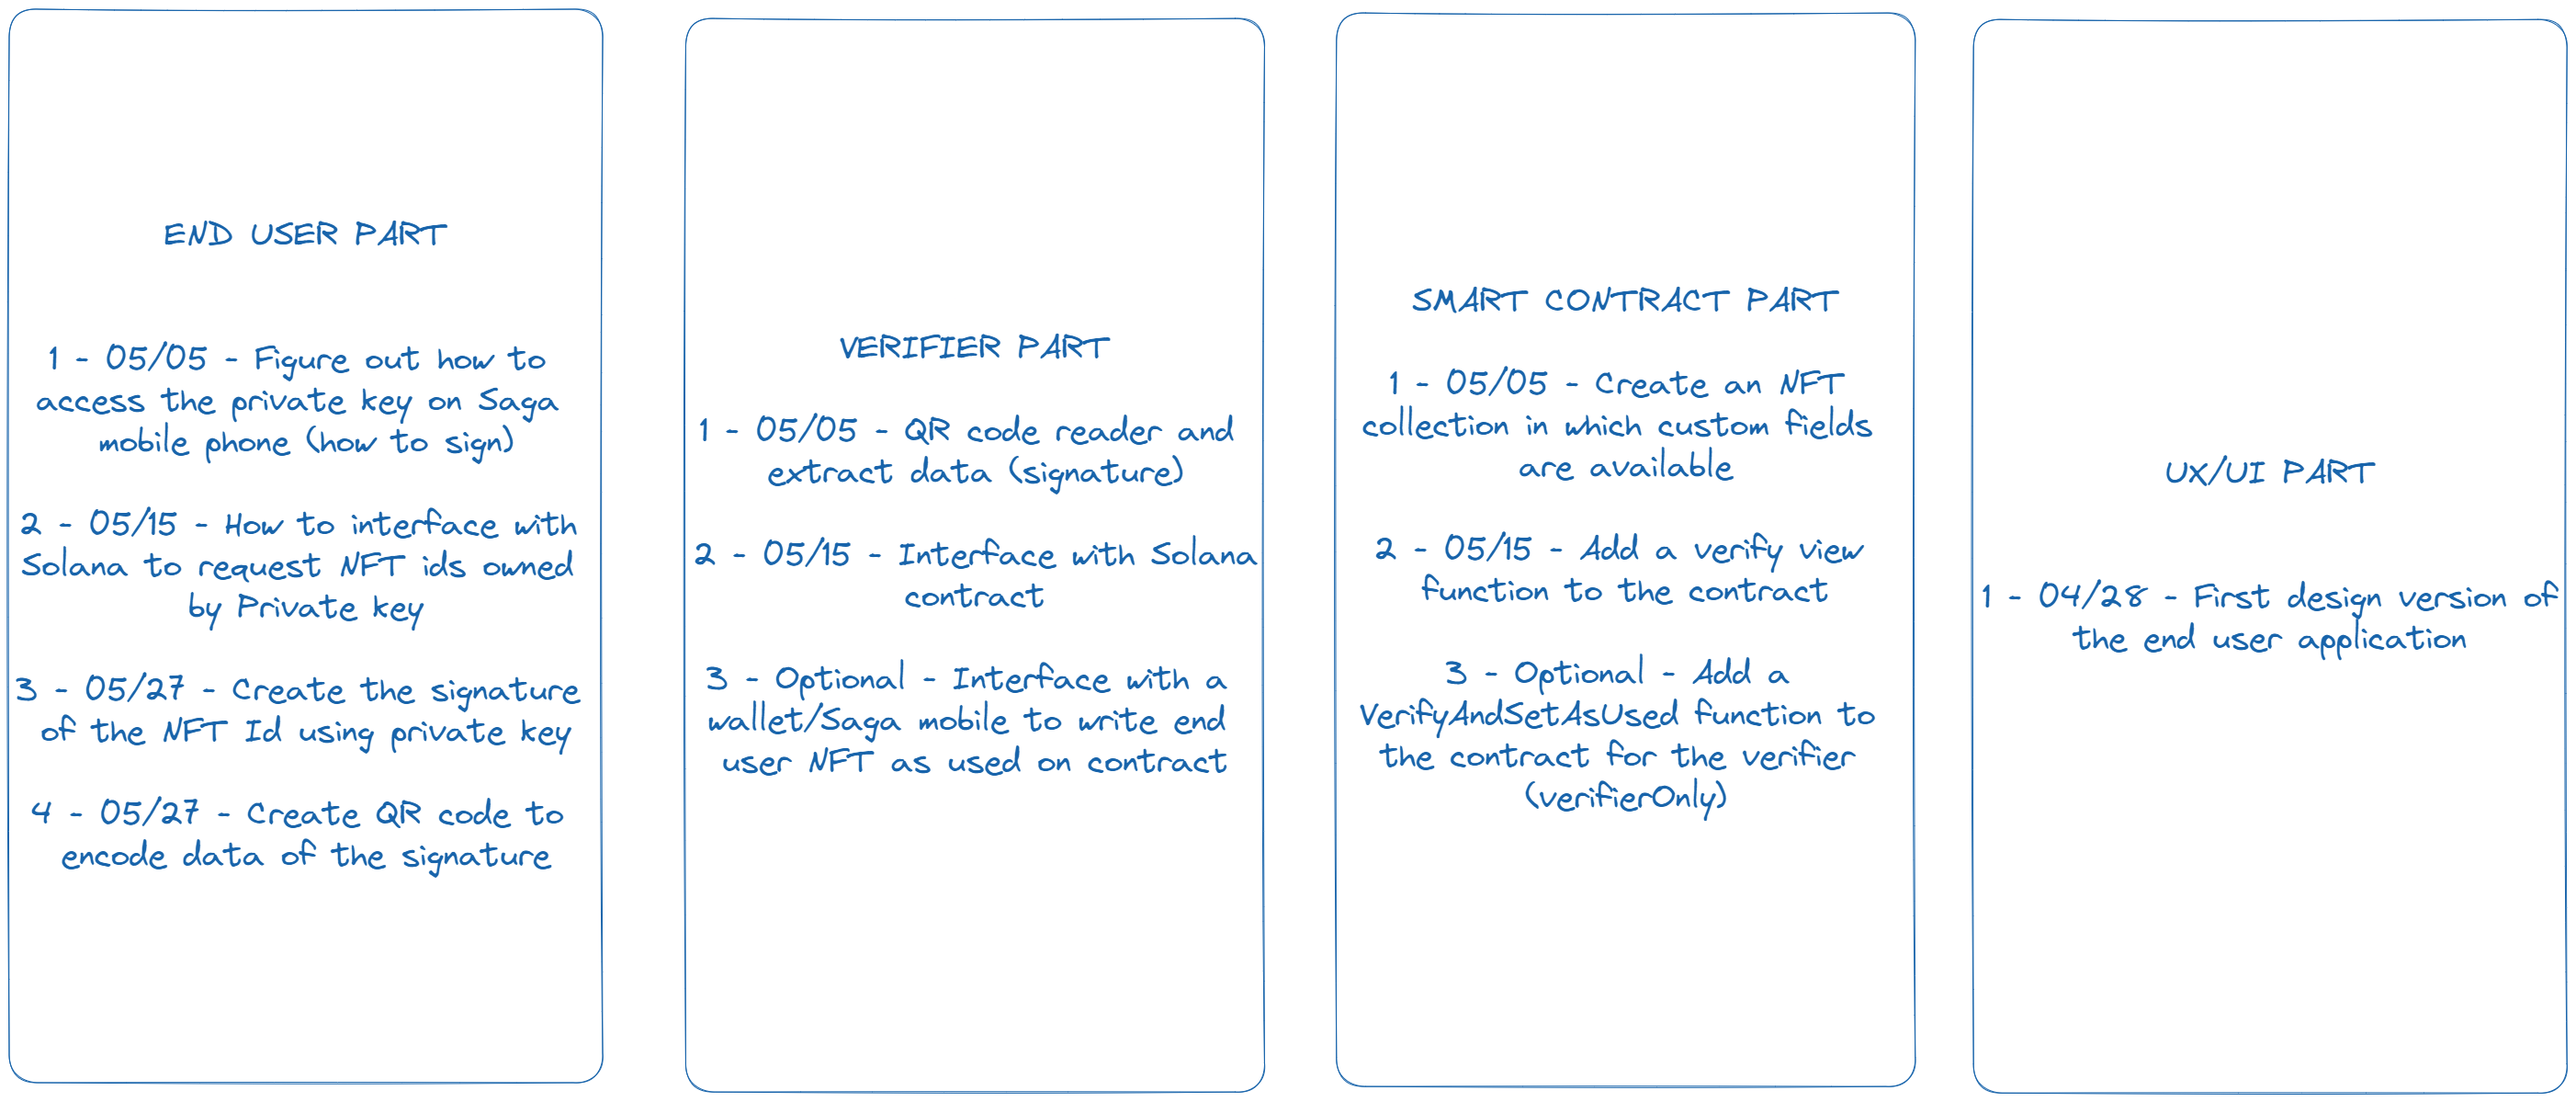 END USER PART
1 - 05/05 - Figure out how to
access the private key on Saga
mobile phone (how to sign)
2 - 05/15 - How to interface with
Solana to request NFT ids owned
by Private key
3 - 05/27 - Create the signature
of the NFT Id using private key
4 - 05/27 - Create QR code to
encode data of the signature
VERIFIER PART
1 - 05/05 - QR code reader and
extract data (signature)
2 - 05/15 - Interface with Solana
contract
3 - Optional - Interface with a
wallet/Saga mobile to write end
user NFT as used on contract
SMART CONTRACT PART
1 - 05/05 - Create an NFT
collection in which custom fields
are available
2 - 05/15 - Add a verify view
function to the contract
3 - Optional - Add a
VerifyAndSetAsUsed function to
the contract for the verifier
(verifierOnly)
UX/UI PART
1 - 04/28 - First design version of
the end user application